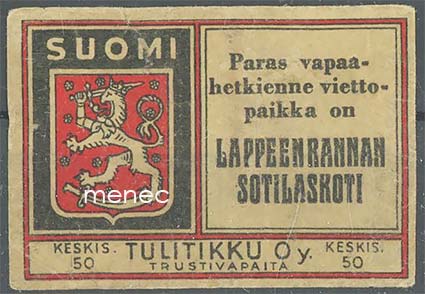 SUOMI
Paras vapaa-
hetkienne vietto-
paikka on
LAPPEENRANNAN
SOTILASKOTI
menec
KESKIS. 50
TULITIKKU Oy.
TRUSTIVAPAITA
KESKIS. 50